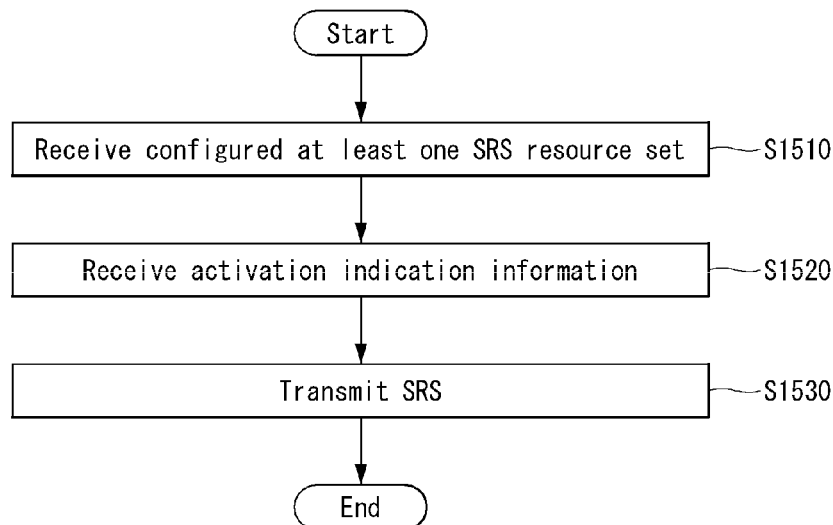 Start
Receive configured at least one SRS resource set
S1510
Receive activation indication information
S1520
Transmit SRS
S1530
End